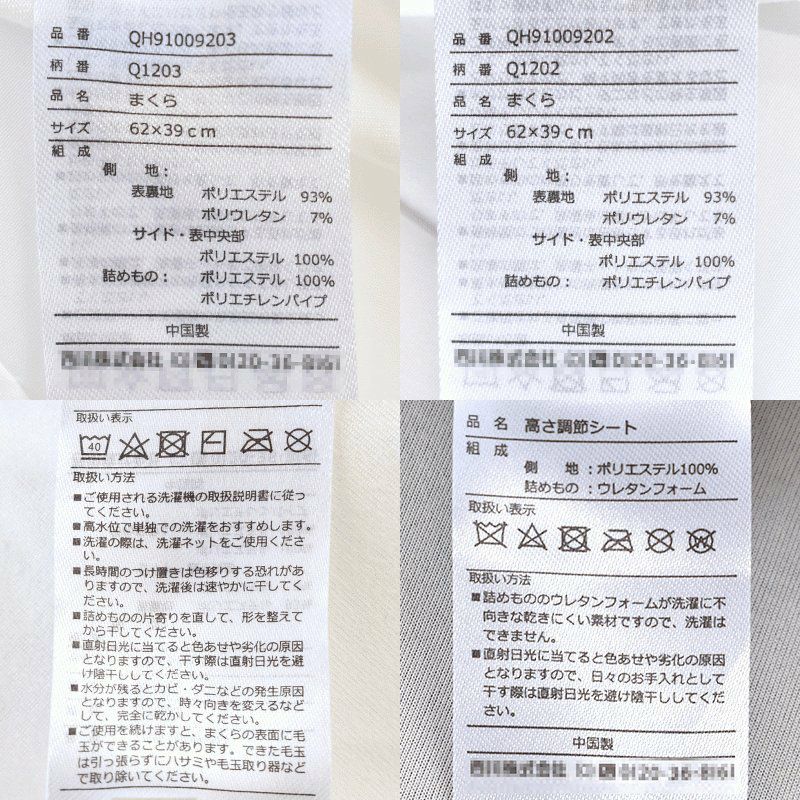 品 番 QH91009203
柄 番 Q1203
品 名 まくら
サイズ 62×39cm
組 成
側 地：
表裏地 ポリエステル 93%
ポリウレタン 7%
サイド・表中央部
ポリエステル 100%
詰めもの： ポリエステル 100%
ポリエチレンパイプ
中国製
品 番 QH91009202
柄 番 Q1202
品 名 まくら
サイズ 62×39cm
組 成
側 地：
表裏地 ポリエステル 93%
ポリウレタン 7%
サイド・表中央部
ポリエステル 100%
詰めもの： ポリエチレンパイプ
中国製
取扱い表示
40
取扱い方法
■ご使用される洗濯機の取扱説明書に従っ
てください。
■高水位で単独での洗濯をおすすめします。
■洗濯の際は、洗濯ネットをご使用くださ
い。
■長時間のつけ置きは色移りする恐れがあ
りますので、洗濯後は速やかに干してく
ださい。
■詰めものの片寄りを直して、形を整えて
から干してください。
■直射日光に当てると色あせや劣化の原因
となりますので、干す際は直射日光を避
け陰干ししてください。
■水分が残るとカビ・ダニなどの発生原因
となりますので、時々向きを変えるなど
して、完全に乾かしてください。
■ご使用を続けますと、まくらの表面に毛
玉ができることがあります。できた毛玉
は引っ張らずにハサミや毛玉取り器など
で取り除いてください。
品 名 高さ調節シート
組 成
側 地：ポリエステル100%
詰めもの：ウレタンフォーム
取扱い表示
W
取扱い方法
■詰めもののウレタンフォームが洗濯に不
向きな乾きにくい素材ですので、洗濯は
できません。
■直射日光に当てると色あせや劣化の原因
となりますので、日々のお手入れとして
干す際は直射日光を避け陰干ししてくだ
さい。
中国製